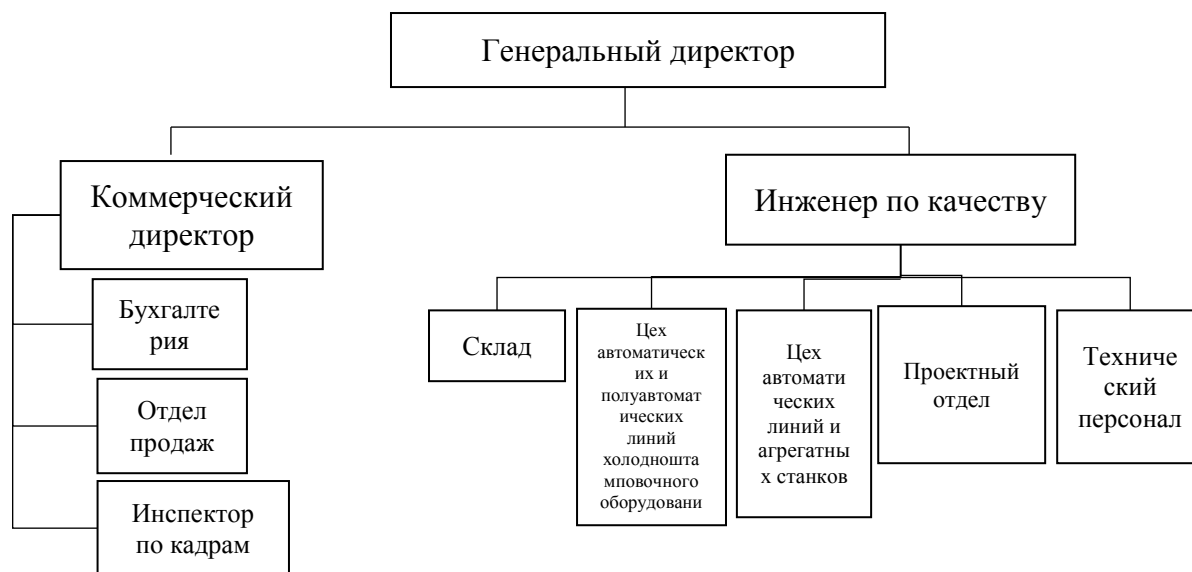 Генеральный директор
Коммерческий
директор
Инженер по качеству
Бухгалте
рия
Отдел
продаж
Инспектор
по кадрам
Склад
Цех
автоматическ
их и
полуавтомат
ических
линий
холодношта
мповочного
оборудовани
Цех
автомати
ческих
линий и
агрегатны
х станков
Проектный
отдел
Техниче
ский
персонал